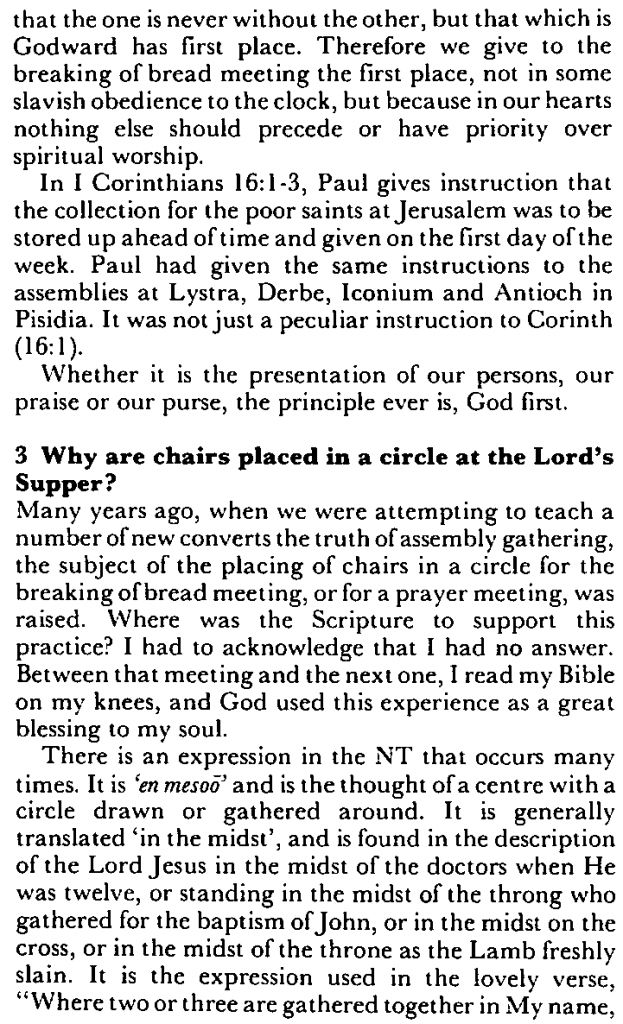 that the one is never without the other, but that which is
Godward has first place. Therefore we give to the
breaking of bread meeting the first place, not in some
slavish obedience to the clock, but because in our hearts
nothing else should precede or have priority over
spiritual worship.
In I Corinthians 16:1-3, Paul gives instruction that
the collection for the poor saints at Jerusalem was to be
stored up ahead of time and given on the first day of the
week. Paul had given the same instructions to the
assemblies at Lystra, Derbe, Iconium and Antioch in
Pisidia. It was not just a peculiar instruction to Corinth
(16:1).
Whether it is the presentation of our persons, our
praise or our purse, the principle ever is, God first.
3 Why are chairs placed in a circle at the Lord's
Supper?
Many years ago, when we were attempting to teach a
number of new converts the truth of assembly gathering,
the subject of the placing of chairs in a circle for the
breaking of bread meeting, or for a prayer meeting, was
raised. Where was the Scripture to support this
practice? I had to acknowledge that I had no answer.
Between that meeting and the next one, I read my Bible
on my knees, and God used this experience as a great
blessing to my soul.
There is an expression in the NT that occurs many
times. It is 'en mesoō' and is the thought of a centre with a
circle drawn or gathered around. It is generally
translated 'in the midst', and is found in the description
of the Lord Jesus in the midst of the doctors when He
was twelve, or standing in the midst of the throng who
gathered for the baptism of John, or in the midst on the
cross, or in the midst of the throne as the Lamb freshly
slain. It is the expression used in the lovely verse,
"Where two or three are gathered together in My name,